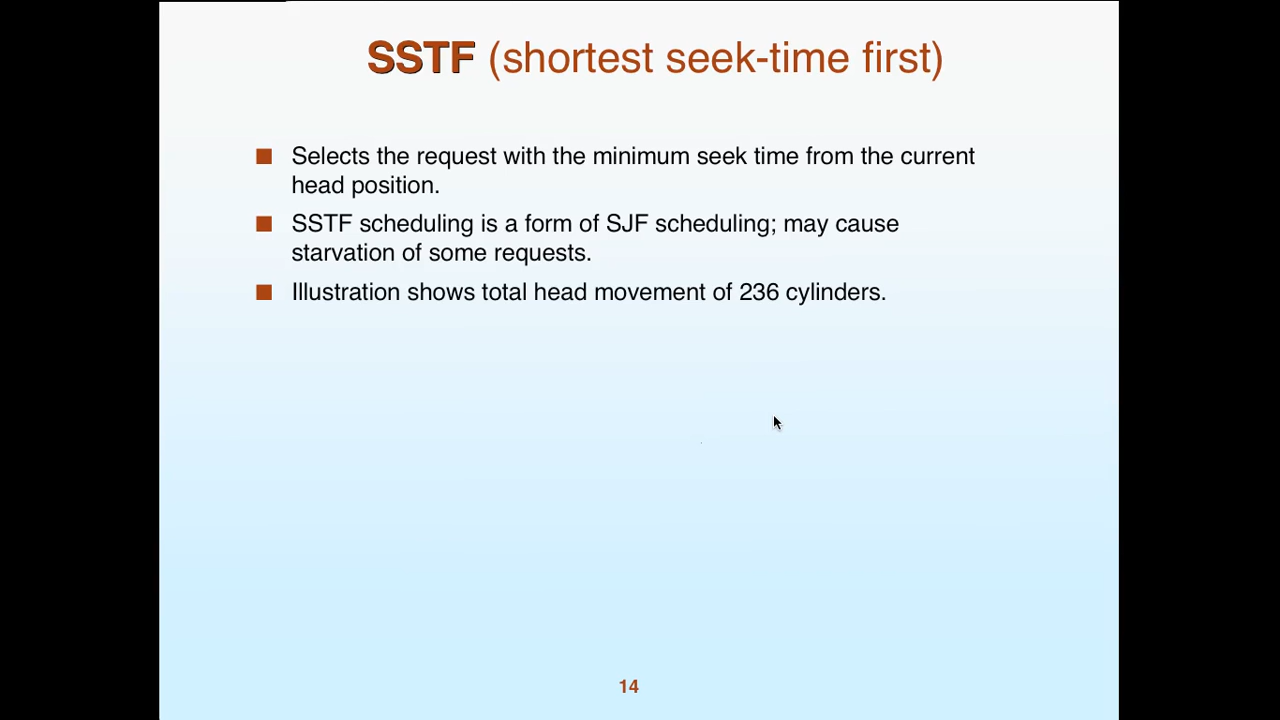 SSTF (shortest seek-time first)
Selects the request with the minimum seek time from the current
head position.
SSTF scheduling is a form of SJF scheduling; may cause
starvation of some requests.
Illustration shows total head movement of 236 cylinders.
14